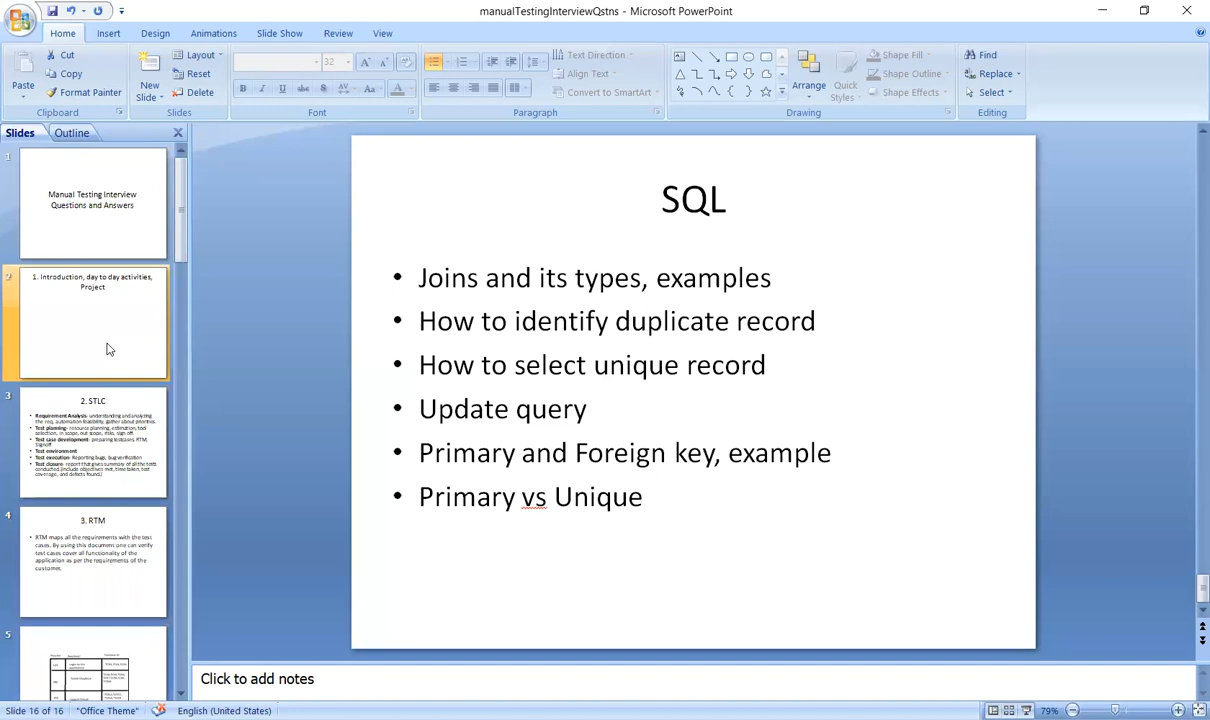 manualTestingInterviewQstns - Microsoft PowerPoint
Home Insert Design Animations Slide Show Review View
Paste
Cut
Copy
Format Painter
Clipboard
New
Slide
Layout
Reset
Delete
Slides
32
B I U abe S AV Aa A
Font
Text Direction
Align Text
Convert to SmartArt
Paragraph
Arrange
Quick
Styles
Shape Fill
Shape Outline
Shape Effects
Drawing
Find
Replace
Select
Editing
Slides Outline
1
Manual Testing Interview
Questions and Answers
2
1. Introduction, day to day activities,
Project
3
2. STLC
• Requirement Analysis- understanding and analyzing
the req, automation feasibility, gather about priorities.
• Test planning- resource planning, estimation, tool
selection, in scope, out scope, risks, sign off.
• Test case development- preparing testcases, RTM,
Signoff
• Test environment
• Test execution- Reporting bugs, bug verification
• Test closure- report that gives summary of all the tests
conducted.(include objectives met, time taken, test
coverage, and defects found.)
4
3. RTM
• RTM maps all the requirements with the test
cases. By using this document one can verify
test cases cover all functionality of the
application as per the requirements of the
customer.
5
SQL
• Joins and its types, examples
• How to identify duplicate record
• How to select unique record
• Update query
• Primary and Foreign key, example
• Primary vs Unique
Click to add notes
Slide 16 of 16 "Office Theme" English (United States) 79%